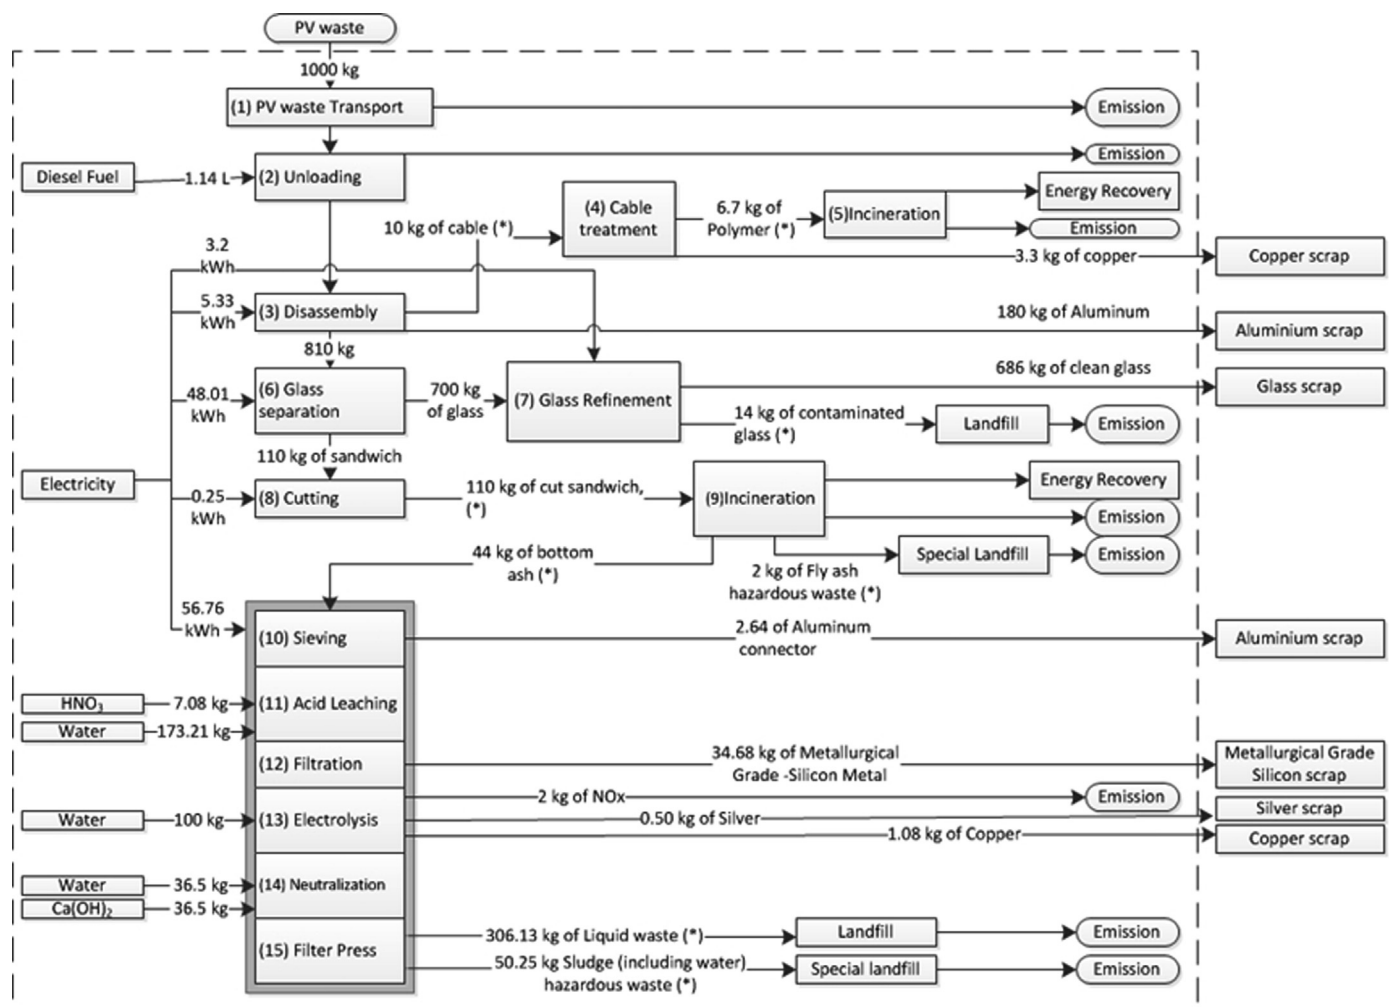 PV waste
1000 kg
(1) PV waste Transport
Emission
Diesel Fuel
1.14 L
(2) Unloading
Emission
(4) Cable
treatment
6.7 kg of
Polymer (*)
(5)Incineration
Energy Recovery
Emission
10 kg of cable (*)
3.3 kg of copper
Copper scrap
3.2
kWh
5.33
kWh
(3) Disassembly
180 kg of Aluminum
Aluminium scrap
810 kg
48.01
kWh
(6) Glass
separation
700 kg
of glass
(7) Glass Refinement
686 kg of clean glass
Glass scrap
14 kg of contaminated
glass (*)
Landfill
Emission
110 kg of sandwich
Electricity
0.25
kWh
(8) Cutting
110 kg of cut sandwich,
(*)
(9)Incineration
Energy Recovery
Emission
44 kg of bottom
ash (*)
2 kg of Fly ash
hazardous waste (*)
Special Landfill
Emission
56.76
kWh
(10) Sieving
2.64 of Aluminum
connector
Aluminium scrap
HNO3
7.08 kg
Water
173.21 kg
(11) Acid Leaching
(12) Filtration
34.68 kg of Metallurgical
Grade -Silicon Metal
Metallurgical Grade
Silicon scrap
2 kg of NOx
Emission
Water
100 kg
(13) Electrolysis
0.50 kg of Silver
Silver scrap
1.08 kg of Copper
Copper scrap
Water
36.5 kg
Ca(OH)2
36.5 kg
(14) Neutralization
(15) Filter Press
306.13 kg of Liquid waste (*)
Landfill
Emission
50.25 kg Sludge (including water)
hazardous waste (*)
Special landfill
Emission